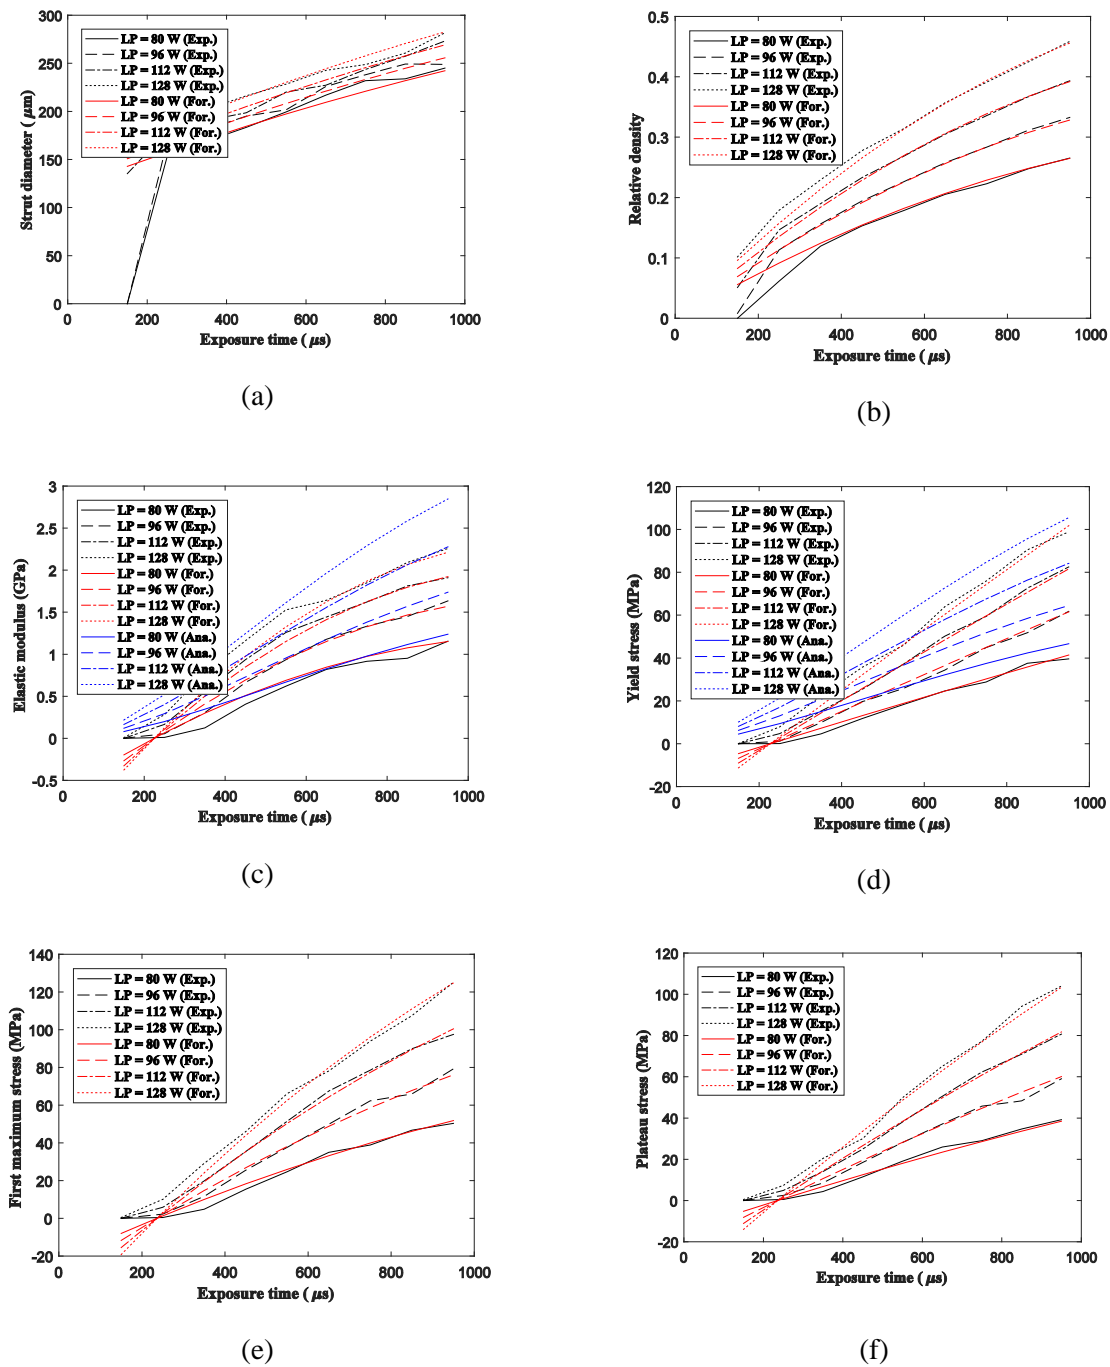 300
250
200
150
100
50
0
Strut diameter ( μm)
LP = 80 W (Exp.)
LP = 96 W (Exp.)
LP = 112 W (Exp.)
LP = 128 W (Exp.)
LP = 80 W (For.)
LP = 96 W (For.)
LP = 112 W (For.)
LP = 128 W (For.)
0 200 400 600 800 1000
Exposure time ( μs)
(a)
0.5
0.4
0.3
0.2
0.1
0
Relative density
LP = 80 W (Exp.)
LP = 96 W (Exp.)
LP = 112 W (Exp.)
LP = 128 W (Exp.)
LP = 80 W (For.)
LP = 96 W (For.)
LP = 112 W (For.)
LP = 128 W (For.)
0 200 400 600 800 1000
Exposure time ( μs)
(b)
3
2.5
2
1.5
1
0.5
0
-0.5
Elastic modulus (GPa)
LP = 80 W (Exp.)
LP = 96 W (Exp.)
LP = 112 W (Exp.)
LP = 128 W (Exp.)
LP = 80 W (For.)
LP = 96 W (For.)
LP = 112 W (For.)
LP = 128 W (For.)
LP = 80 W (Ana.)
LP = 96 W (Ana.)
LP = 112 W (Ana.)
LP = 128 W (Ana.)
0 200 400 600 800 1000
Exposure time ( μs)
(c)
120
100
80
60
40
20
0
-20
Yield stress (MPa)
LP = 80 W (Exp.)
LP = 96 W (Exp.)
LP = 112 W (Exp.)
LP = 128 W (Exp.)
LP = 80 W (For.)
LP = 96 W (For.)
LP = 112 W (For.)
LP = 128 W (For.)
LP = 80 W (Ana.)
LP = 96 W (Ana.)
LP = 112 W (Ana.)
LP = 128 W (Ana.)
0 200 400 600 800 1000
Exposure time ( μs)
(d)
140
120
100
80
60
40
20
0
-20
First maximum stress (MPa)
LP = 80 W (Exp.)
LP = 96 W (Exp.)
LP = 112 W (Exp.)
LP = 128 W (Exp.)
LP = 80 W (For.)
LP = 96 W (For.)
LP = 112 W (For.)
LP = 128 W (For.)
0 200 400 600 800 1000
Exposure time ( μs)
(e)
120
100
80
60
40
20
0
-20
Plateau stress (MPa)
LP = 80 W (Exp.)
LP = 96 W (Exp.)
LP = 112 W (Exp.)
LP = 128 W (Exp.)
LP = 80 W (For.)
LP = 96 W (For.)
LP = 112 W (For.)
LP = 128 W (For.)
0 200 400 600 800 1000
Exposure time ( μs)
(f)